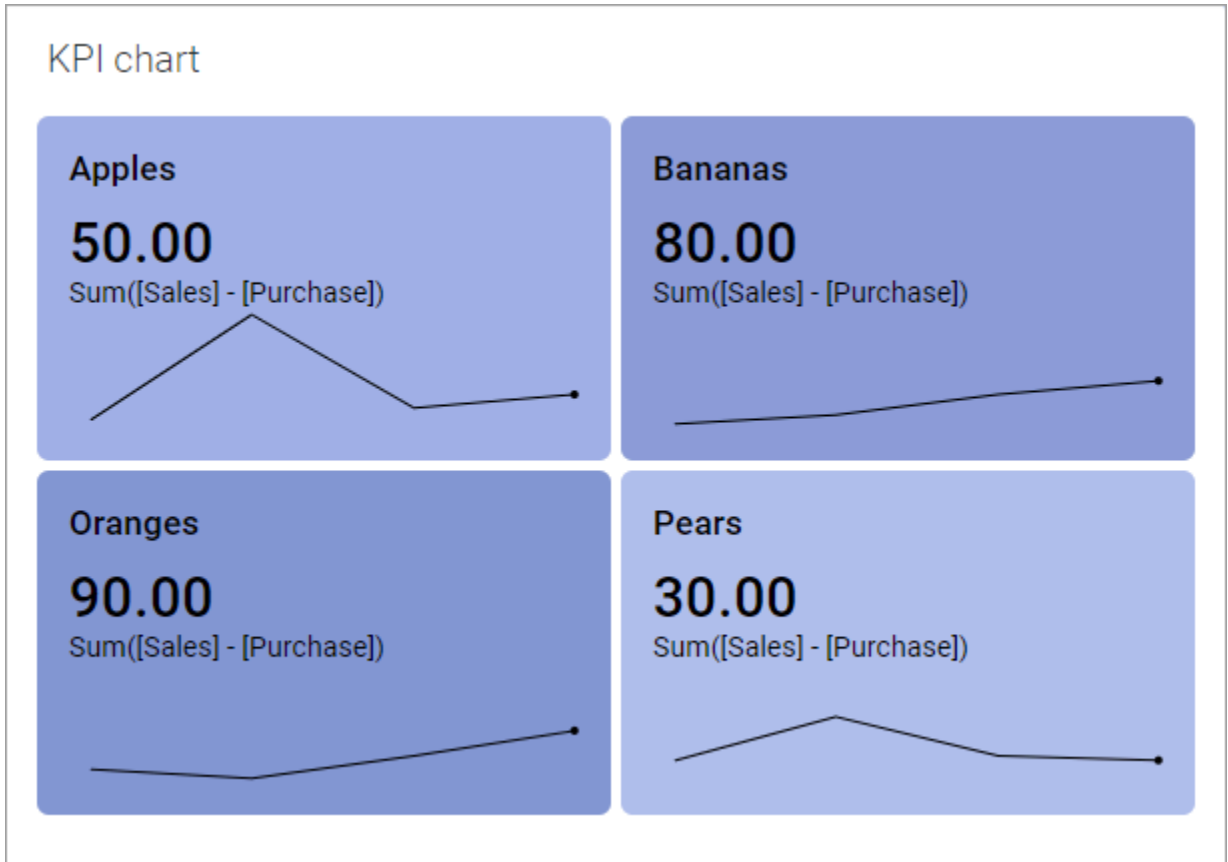 KPI chart
Apples
50.00
Sum([Sales] - [Purchase])
Bananas
80.00
Sum([Sales] - [Purchase])
Oranges
90.00
Sum([Sales] - [Purchase])
Pears
30.00
Sum([Sales] - [Purchase])